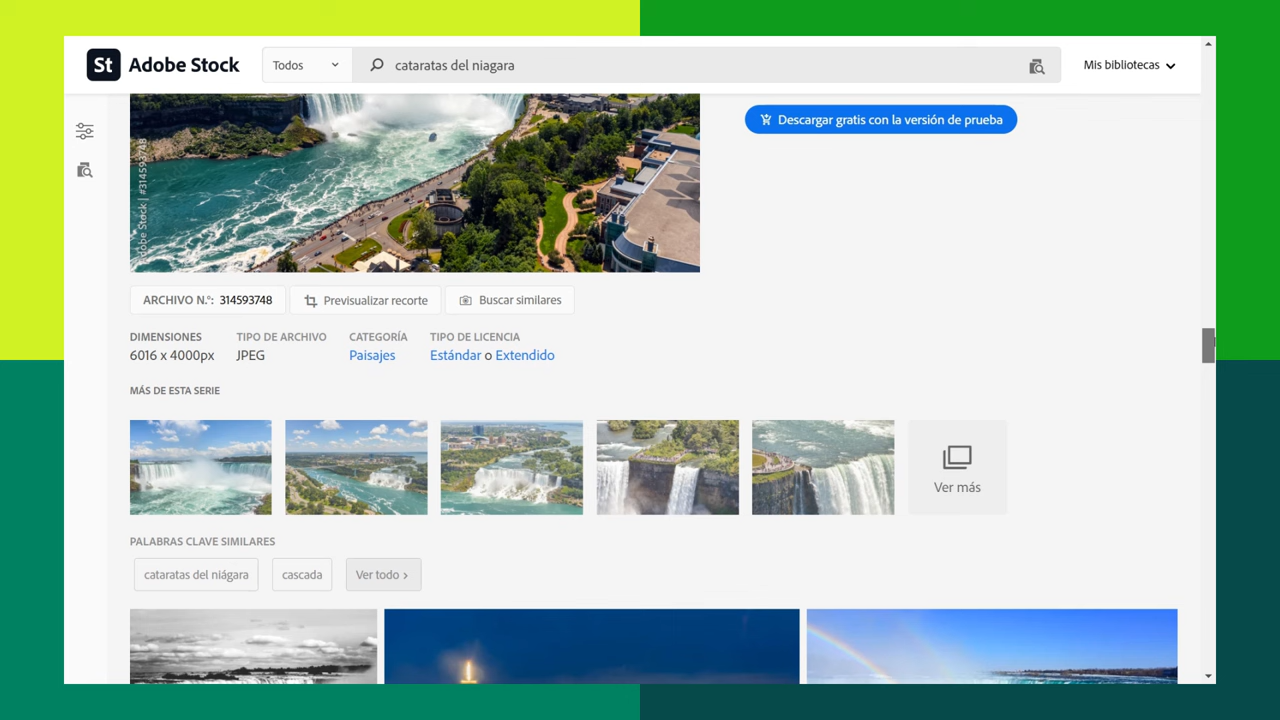 St Adobe Stock
Todos
cataratas del niagara
Mis bibliotecas
Adobe Stock | #314593748
Descargar gratis con la versión de prueba
ARCHIVO N.º: 314593748
Previsualizar recorte
Buscar similares
DIMENSIONES
6016 x 4000px
TIPO DE ARCHIVO
JPEG
CATEGORÍA
Paisajes
TIPO DE LICENCIA
Estándar o Extendido
MÁS DE ESTA SERIE
Ver más
PALABRAS CLAVE SIMILARES
cataratas del niágara
cascada
Ver todo ›